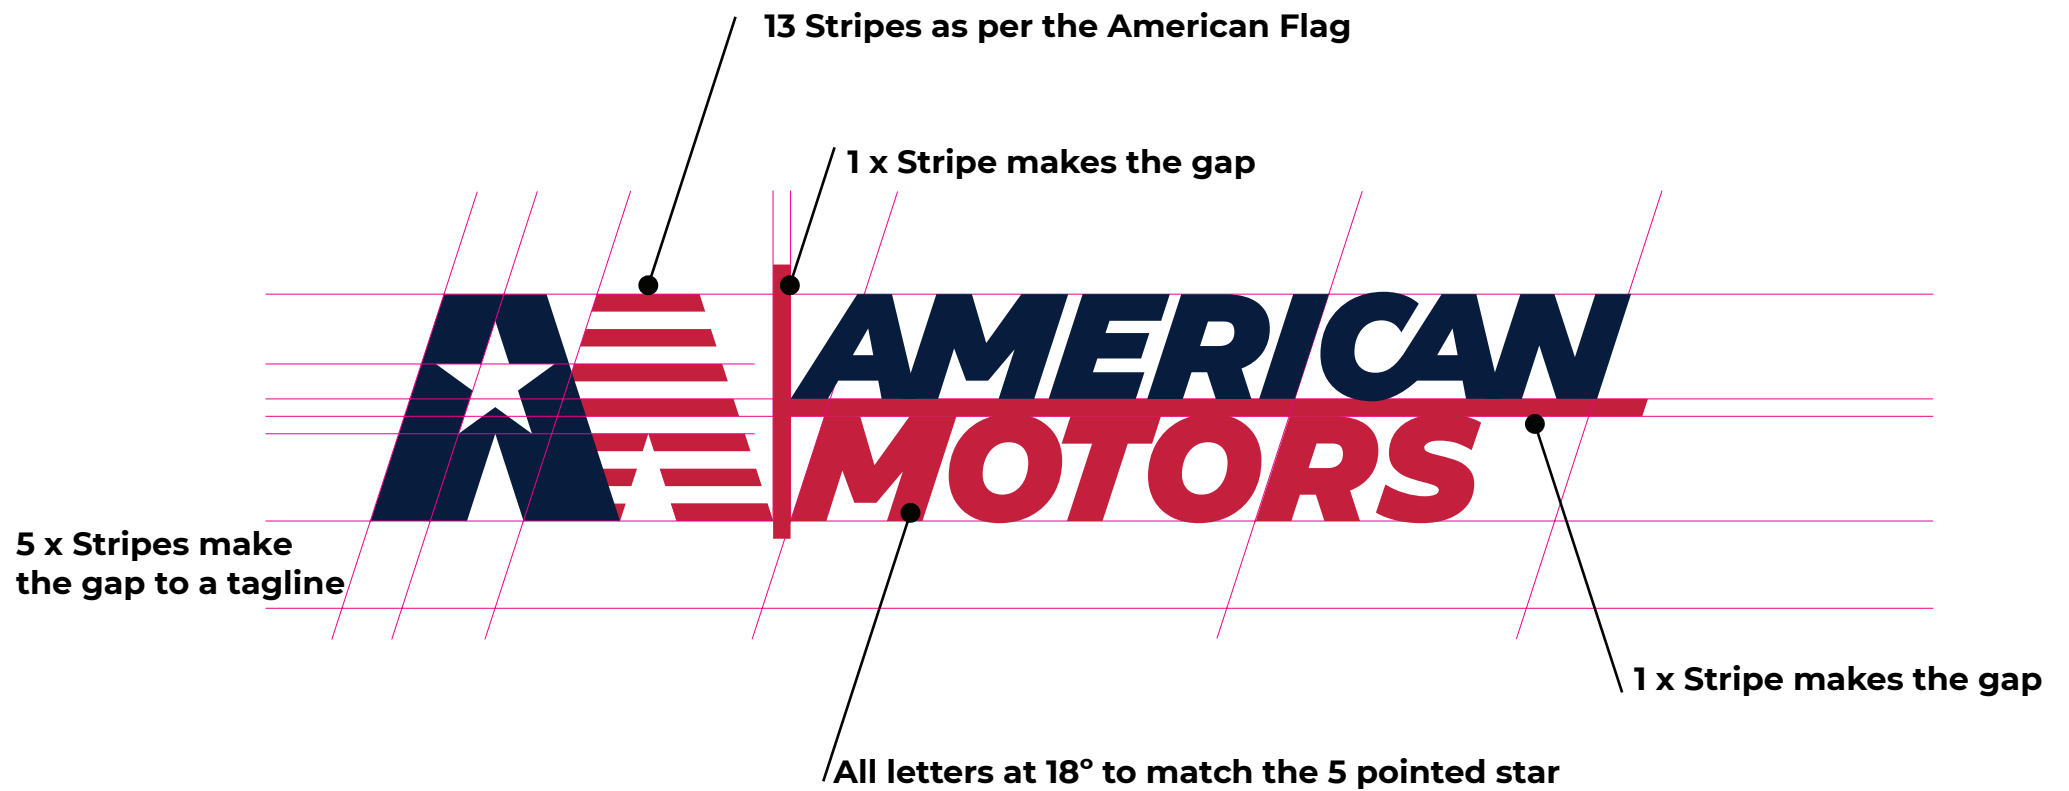 13 Stripes as per the American Flag
1 x Stripe makes the gap
AMERICAN
MOTORS
5 x Stripes make
the gap to a tagline
1 x Stripe makes the gap
All letters at 18º to match the 5 pointed star